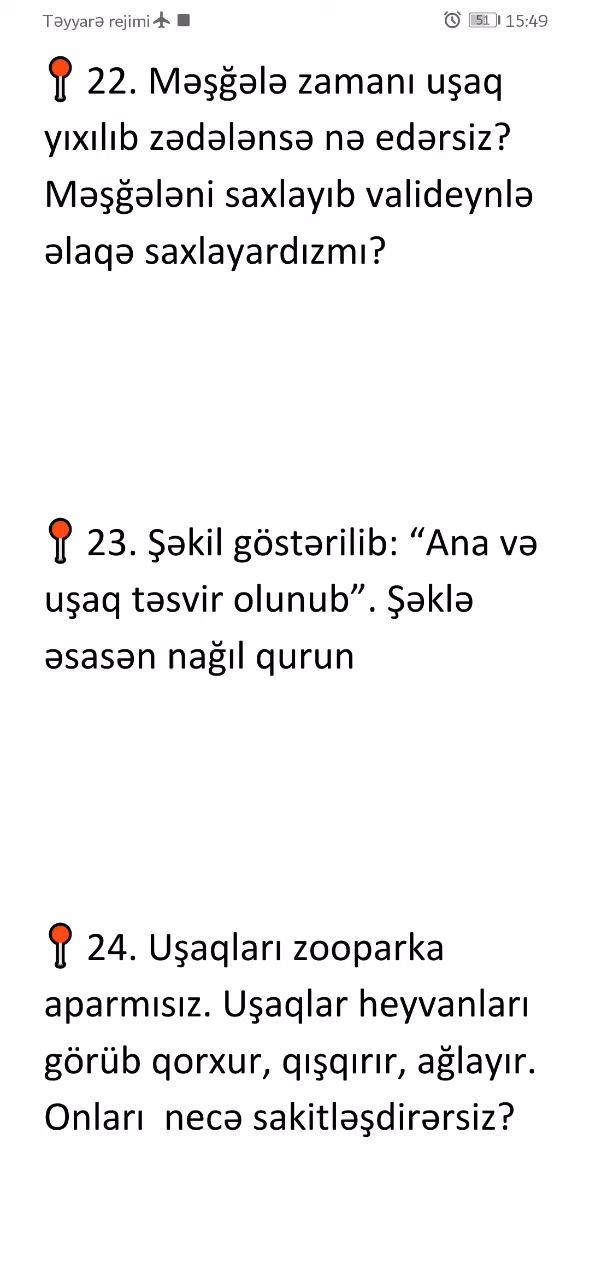 Təyyarə rejimi 51 15:49
22. Məşğələ zamanı uşaq
yıxılıb zədələnsə nə edərsiz?
Məşğələni saxlayıb valideynlə
əlaqə saxlayardızmı?
23. Şəkil göstərilib: “Ana və
uşaq təsvir olunub”. Şəklə
əsasən nağıl qurun
24. Uşaqları zooparka
aparmısız. Uşaqlar heyvanları
görüb qorxur, qışqırır, ağlayır.
Onları  necə sakitləşdirərsiz?